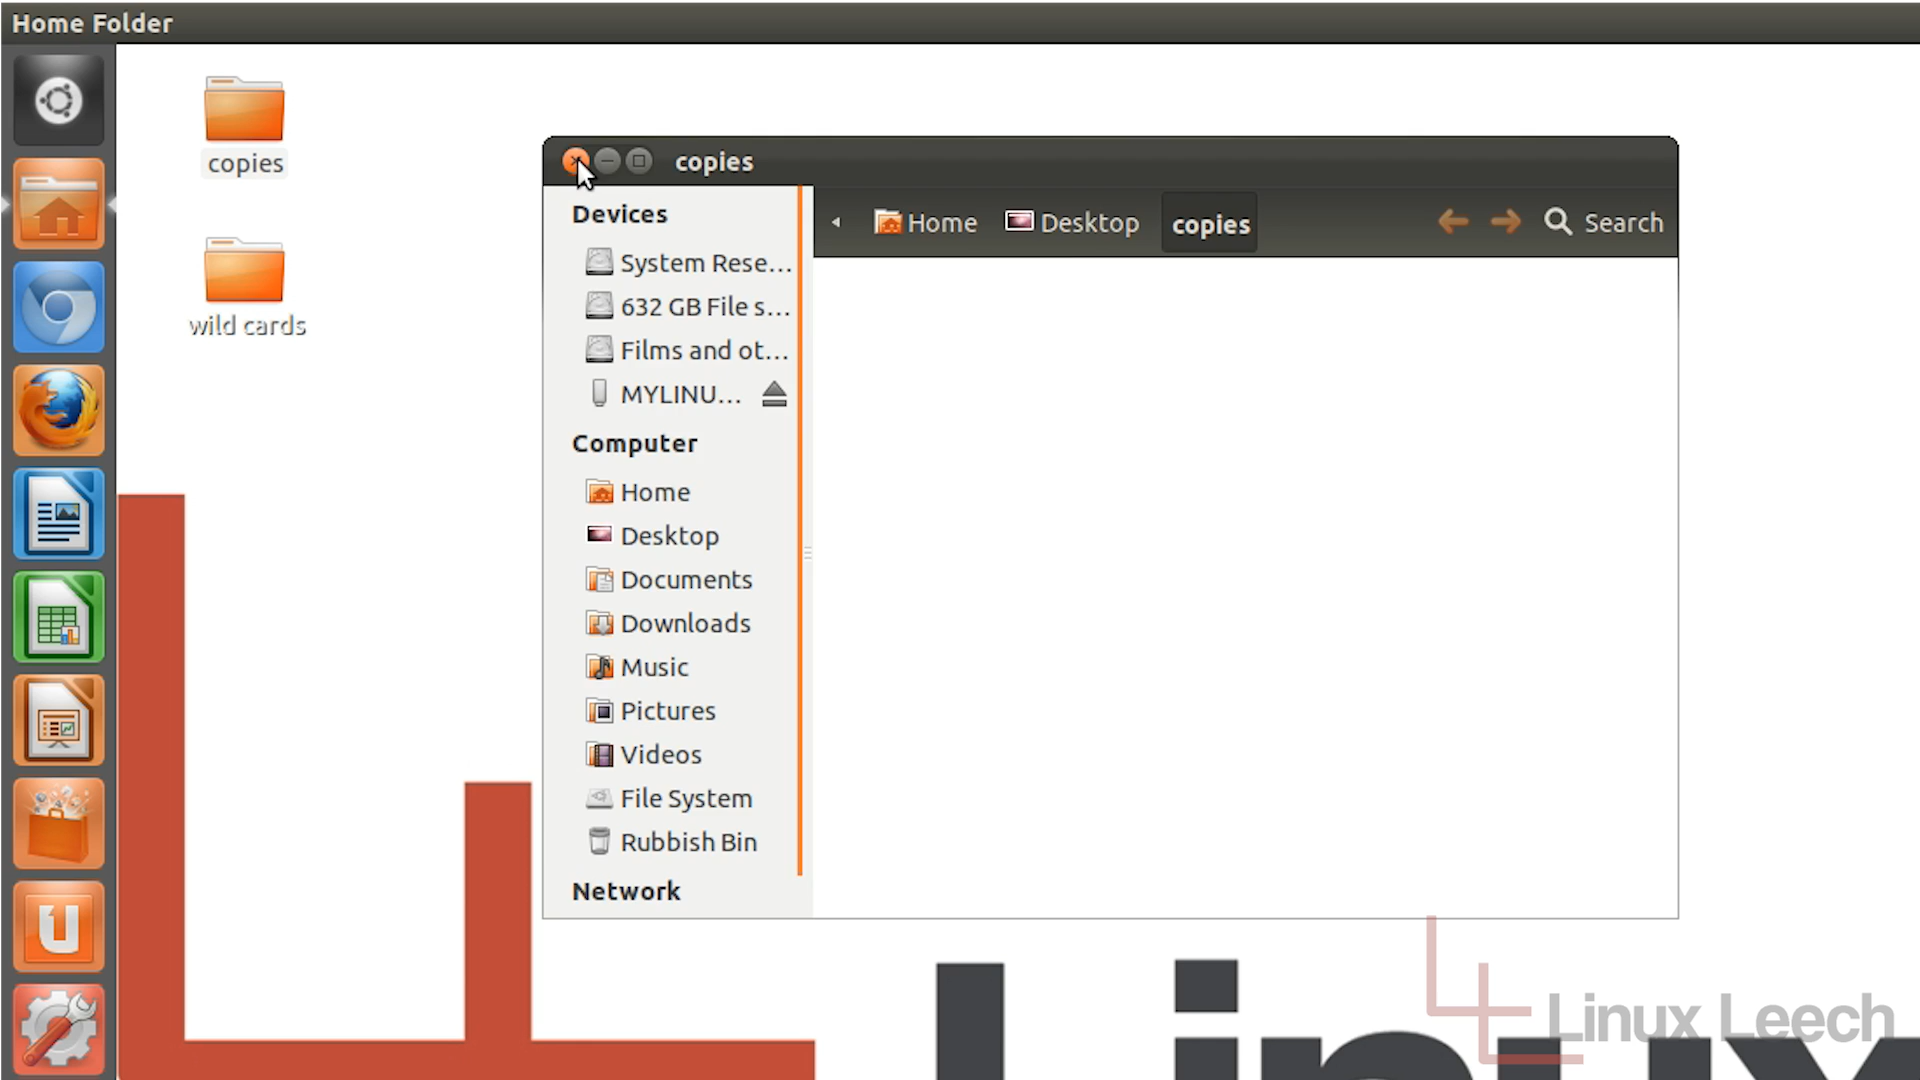 Home Folder
copies
wild cards
copies
Devices
System Rese...
632 GB File s...
Films and ot...
MYLINU...
Computer
Home
Desktop
Documents
Downloads
Music
Pictures
Videos
File System
Rubbish Bin
Network
Home Desktop copies Search
Linux Leech